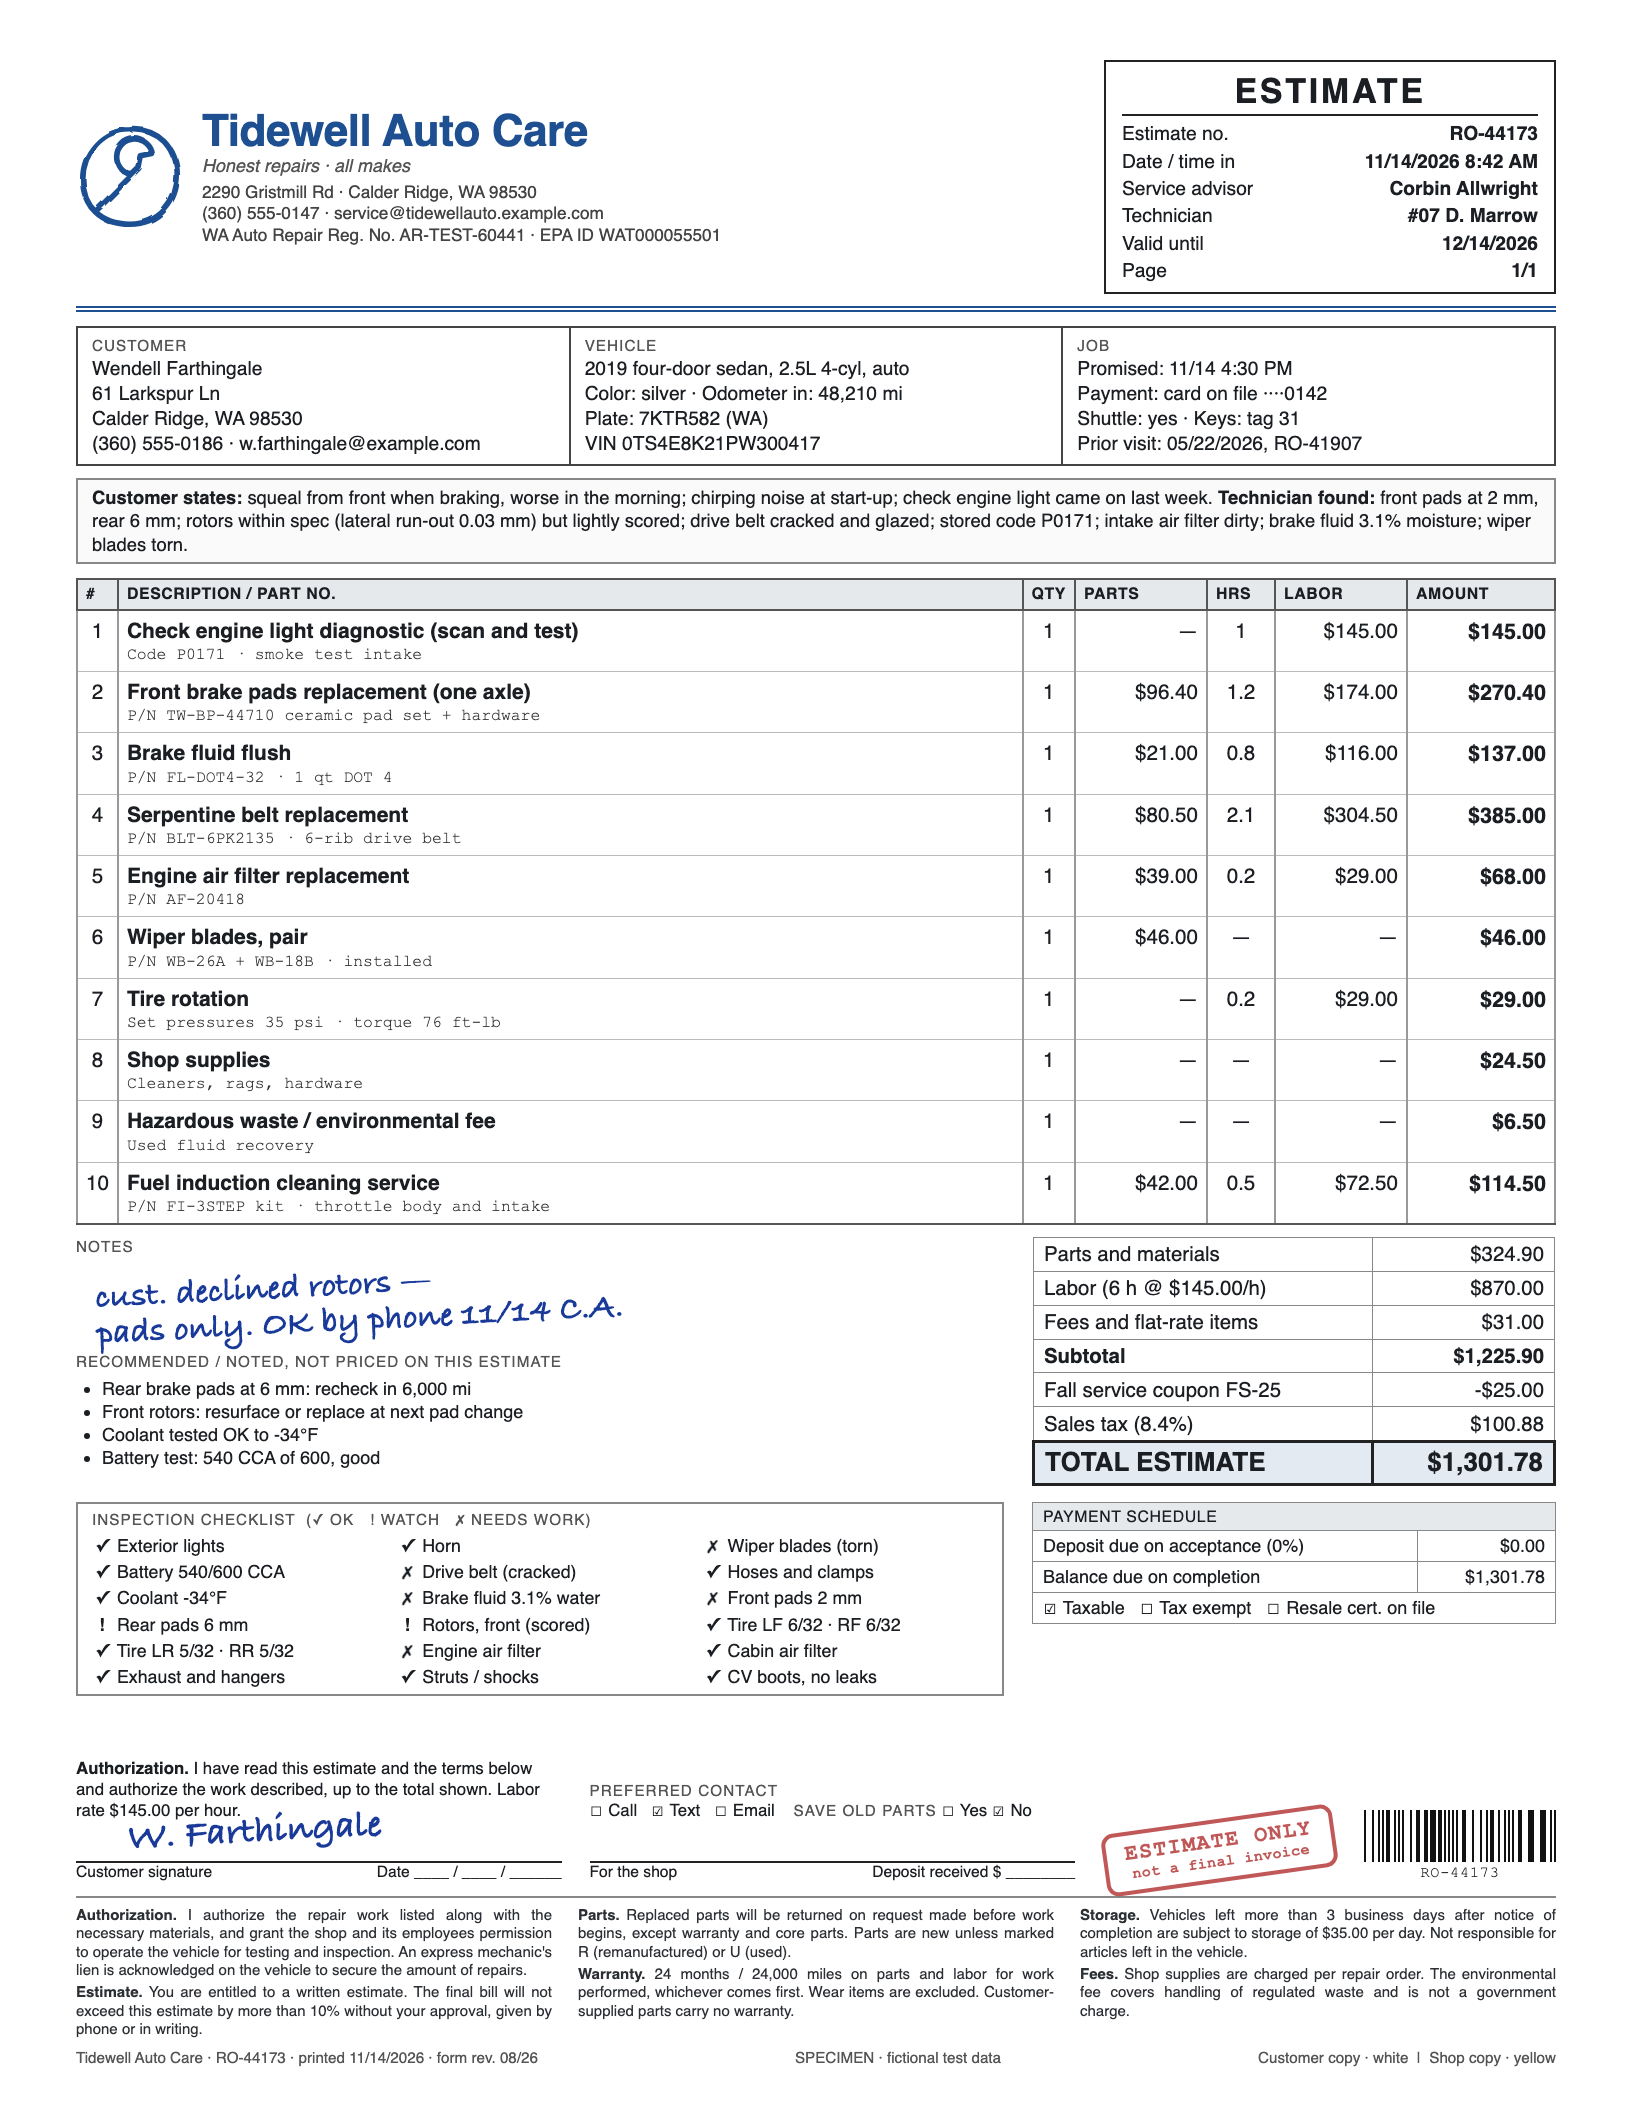 Tidewell Auto Care
Honest repairs · all makes
2290 Gristmill Rd · Calder Ridge, WA 98530
(360) 555-0147 · service@tidewellauto.example.com
WA Auto Repair Reg. No. AR-TEST-60441 · EPA ID WAT000055501
ESTIMATE
Estimate no. RO-44173
Date / time in 11/14/2026 8:42 AM
Service advisor Corbin Allwright
Technician #07 D. Marrow
Valid until 12/14/2026
Page 1/1
CUSTOMER
Wendell Farthingale
61 Larkspur Ln
Calder Ridge, WA 98530
(360) 555-0186 · w.farthingale@example.com
VEHICLE
2019 four-door sedan, 2.5L 4-cyl, auto
Color: silver · Odometer in: 48,210 mi
Plate: 7KTR582 (WA)
VIN 0TS4E8K21PW300417
JOB
Promised: 11/14 4:30 PM
Payment: card on file ····0142
Shuttle: yes · Keys: tag 31
Prior visit: 05/22/2026, RO-41907
Customer states: squeal from front when braking, worse in the morning; chirping noise at start-up; check engine light came on last week. Technician found: front pads at 2 mm,
rear 6 mm; rotors within spec (lateral run-out 0.03 mm) but lightly scored; drive belt cracked and glazed; stored code P0171; intake air filter dirty; brake fluid 3.1% moisture; wiper
blades torn.
# DESCRIPTION / PART NO. QTY PARTS HRS LABOR AMOUNT
1 Check engine light diagnostic (scan and test) 1 — 1 $145.00 $145.00
Code P0171 · smoke test intake
2 Front brake pads replacement (one axle) 1 $96.40 1.2 $174.00 $270.40
P/N TW-BP-44710 ceramic pad set + hardware
3 Brake fluid flush 1 $21.00 0.8 $116.00 $137.00
P/N FL-DOT4-32 · 1 qt DOT 4
4 Serpentine belt replacement 1 $80.50 2.1 $304.50 $385.00
P/N BLT-6PK2135 · 6-rib drive belt
5 Engine air filter replacement 1 $39.00 0.2 $29.00 $68.00
P/N AF-20418
6 Wiper blades, pair 1 $46.00 — — $46.00
P/N WB-26A + WB-18B · installed
7 Tire rotation 1 — 0.2 $29.00 $29.00
Set pressures 35 psi · torque 76 ft-lb
8 Shop supplies 1 — — — $24.50
Cleaners, rags, hardware
9 Hazardous waste / environmental fee 1 — — — $6.50
Used fluid recovery
10 Fuel induction cleaning service 1 $42.00 0.5 $72.50 $114.50
P/N FI-3STEP kit · throttle body and intake
NOTES
cust. declined rotors —
pads only. OK by phone 11/14 C.A.
RECOMMENDED / NOTED, NOT PRICED ON THIS ESTIMATE
• Rear brake pads at 6 mm: recheck in 6,000 mi
• Front rotors: resurface or replace at next pad change
• Coolant tested OK to -34°F
• Battery test: 540 CCA of 600, good
Parts and materials $324.90
Labor (6 h @ $145.00/h) $870.00
Fees and flat-rate items $31.00
Subtotal $1,225.90
Fall service coupon FS-25 -$25.00
Sales tax (8.4%) $100.88
TOTAL ESTIMATE $1,301.78
INSPECTION CHECKLIST (✓ OK ! WATCH ✗ NEEDS WORK)
✓ Exterior lights ✓ Horn ✗ Wiper blades (torn)
✓ Battery 540/600 CCA ✗ Drive belt (cracked) ✓ Hoses and clamps
✓ Coolant -34°F ✗ Brake fluid 3.1% water ✗ Front pads 2 mm
! Rear pads 6 mm ! Rotors, front (scored) ✓ Tire LF 6/32 · RF 6/32
✓ Tire LR 5/32 · RR 5/32 ✗ Engine air filter ✓ Cabin air filter
✓ Exhaust and hangers ✓ Struts / shocks ✓ CV boots, no leaks
PAYMENT SCHEDULE
Deposit due on acceptance (0%) $0.00
Balance due on completion $1,301.78
☑ Taxable ☐ Tax exempt ☐ Resale cert. on file
Authorization. I have read this estimate and the terms below
and authorize the work described, up to the total shown. Labor
rate $145.00 per hour.
W. Farthingale
Customer signature Date ____ / ____ / ______
PREFERRED CONTACT
☐ Call ☑ Text ☐ Email SAVE OLD PARTS ☐ Yes ☑ No
For the shop Deposit received $ ________
ESTIMATE ONLY
not a final invoice
RO-44173
Authorization. I authorize the repair work listed along with the
necessary materials, and grant the shop and its employees permission
to operate the vehicle for testing and inspection. An express mechanic's
lien is acknowledged on the vehicle to secure the amount of repairs.
Estimate. You are entitled to a written estimate. The final bill will not
exceed this estimate by more than 10% without your approval, given by
phone or in writing.
Parts. Replaced parts will be returned on request made before work
begins, except warranty and core parts. Parts are new unless marked
R (remanufactured) or U (used).
Warranty. 24 months / 24,000 miles on parts and labor for work
performed, whichever comes first. Wear items are excluded. Customer-
supplied parts carry no warranty.
Storage. Vehicles left more than 3 business days after notice of
completion are subject to storage of $35.00 per day. Not responsible for
articles left in the vehicle.
Fees. Shop supplies are charged per repair order. The environmental
fee covers handling of regulated waste and is not a government
charge.
Tidewell Auto Care · RO-44173 · printed 11/14/2026 · form rev. 08/26
SPECIMEN · fictional test data
Customer copy · white | Shop copy · yellow